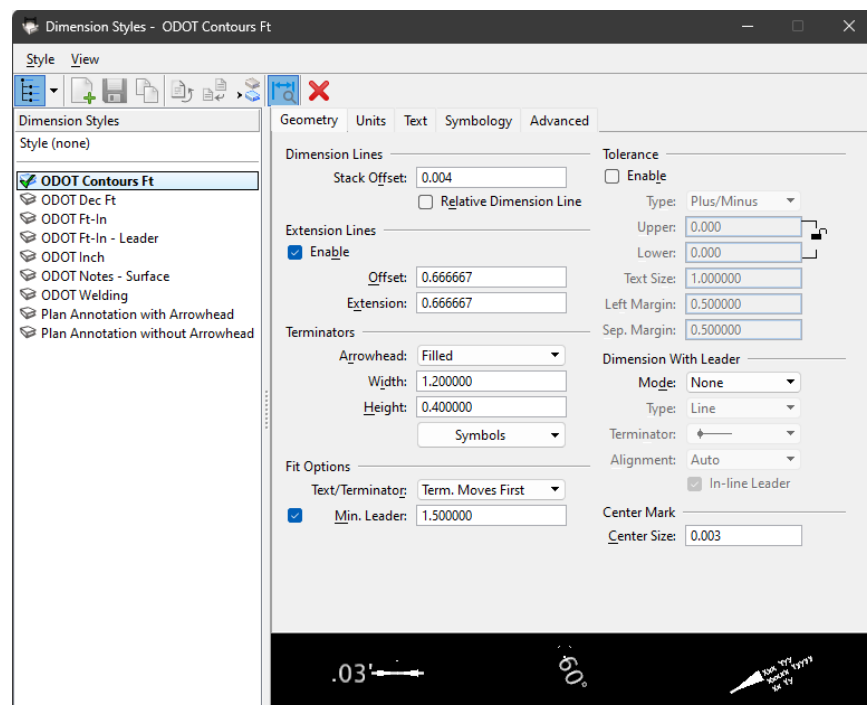 Dimension Styles - ODOT Contours Ft
Style View
Dimension Styles
Style (none)
ODOT Contours Ft
ODOT Dec Ft
ODOT Ft-In
ODOT Ft-In - Leader
ODOT Inch
ODOT Notes - Surface
ODOT Welding
Plan Annotation with Arrowhead
Plan Annotation without Arrowhead
Geometry Units Text Symbology Advanced
Dimension Lines
Stack Offset: 0.004
Relative Dimension Line
Extension Lines
Enable
Offset: 0.666667
Extension: 0.666667
Terminators
Arrowhead: Filled
Width: 1.200000
Height: 0.400000
Symbols
Fit Options
Text/Terminator: Term. Moves First
Min. Leader: 1.500000
Tolerance
Enable
Type: Plus/Minus
Upper: 0.000
Lower: 0.000
Text Size: 1.000000
Left Margin: 0.500000
Sep. Margin: 0.500000
Dimension With Leader
Mode: None
Type: Line
Terminator:
Alignment: Auto
In-line Leader
Center Mark
Center Size: 0.003
.03'
60°
Xxx Yyy
Xxxxx Yyyyy
Xx Yy